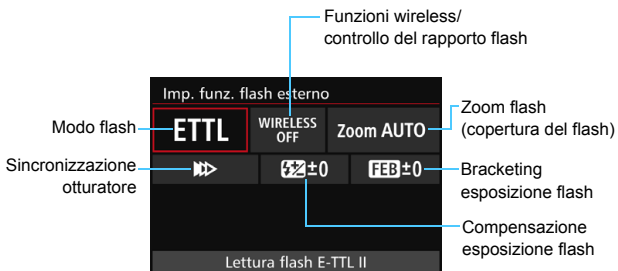 Funzioni wireless/
controllo del rapporto flash
Imp. funz. flash esterno
Modo flash
ETTL
WIRELESS
OFF
Zoom AUTO
Zoom flash
(copertura del flash)
Sincronizzazione
otturatore
±0
FEB±0
Bracketing
esposizione flash
Compensazione
esposizione flash
Lettura flash E-TTL II